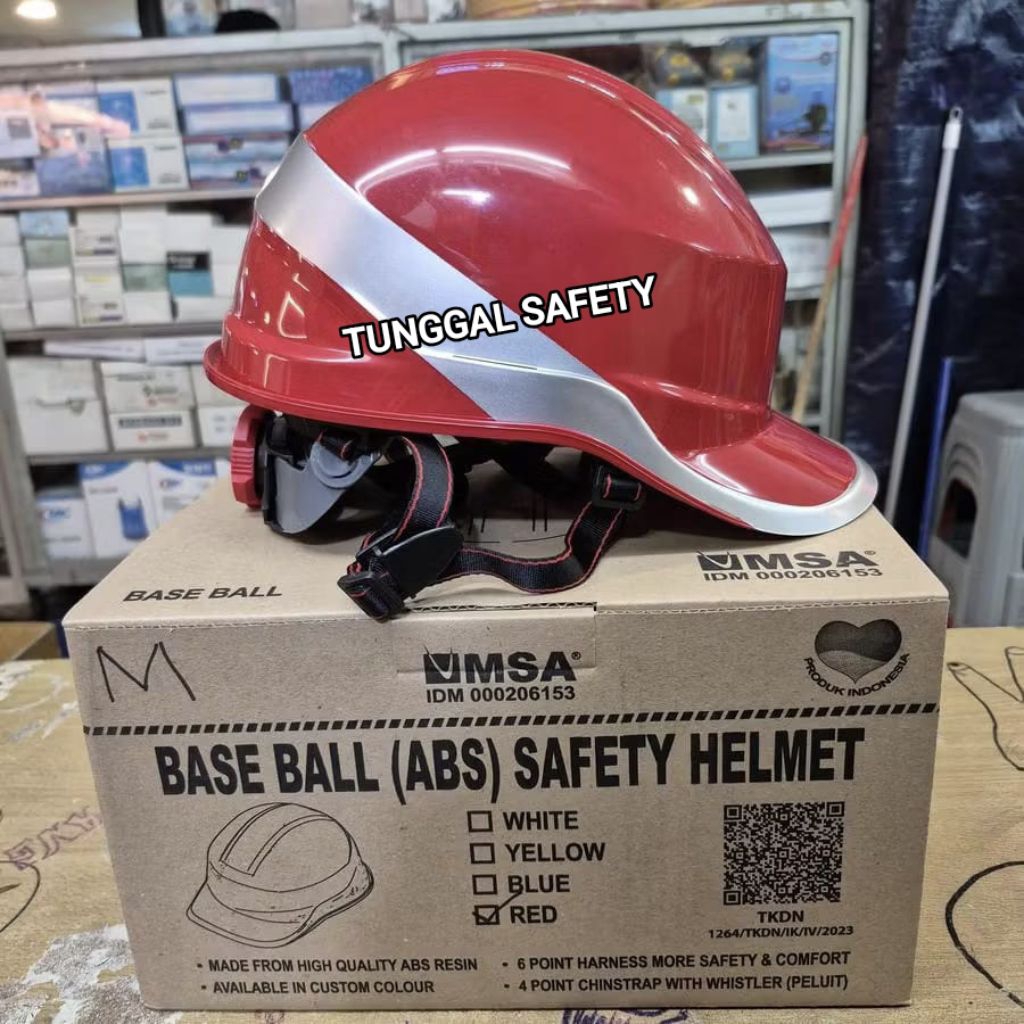 TUNGGAL SAFETY
BASE BALL
MSA®
IDM 000206153
M
MSA®
IDM 000206153
PRODUK INDONESIA
BASE BALL (ABS) SAFETY HELMET
WHITE
YELLOW
BLUE
RED
TKDN
1264/TKDN/IK/IV/2023
• MADE FROM HIGH QUALITY ABS RESIN
• AVAILABLE IN CUSTOM COLOUR
• 6 POINT HARNESS MORE SAFETY & COMFORT
• 4 POINT CHINSTRAP WITH WHISTLER (PELUIT)